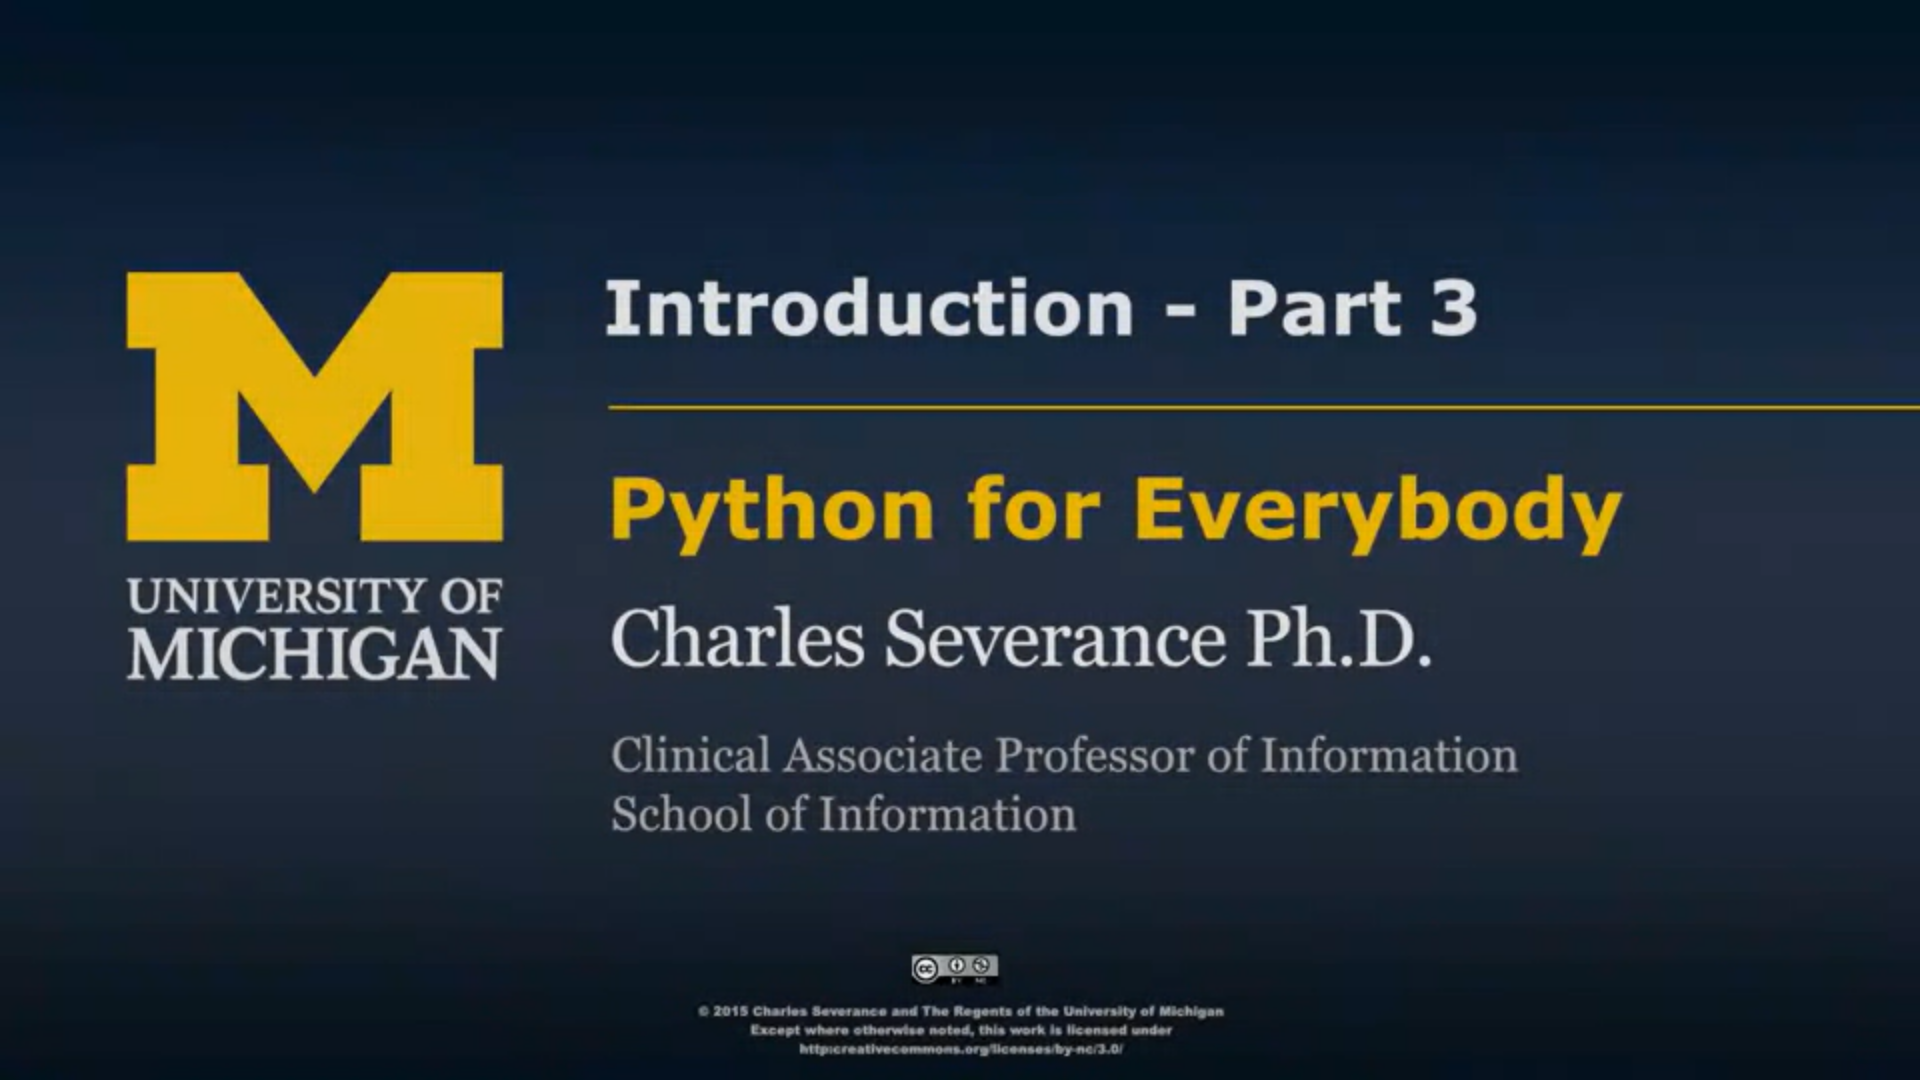 Introduction - Part 3
M
UNIVERSITY OF
MICHIGAN
Python for Everybody
Charles Severance Ph.D.
Clinical Associate Professor of Information
School of Information
cc
BY NC
© 2015 Charles Severance and The Regents of the University of Michigan
Except where otherwise noted, this work is licensed under
http:creativecommons.org/licenses/by-nc/3.0/